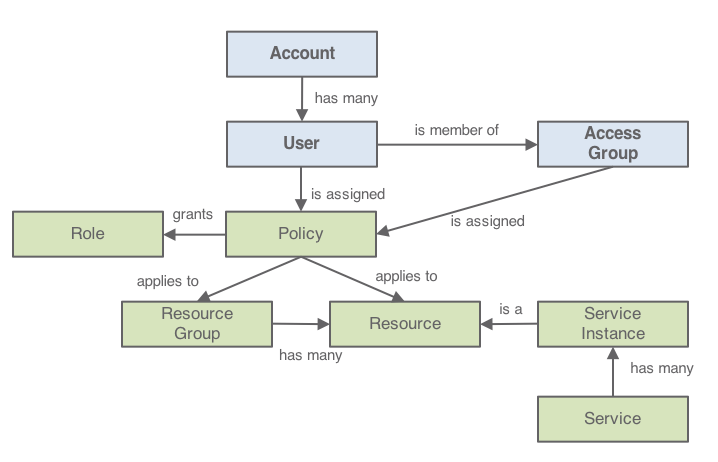 Account
has many
User
is member of
Access
Group
is assigned
is assigned
grants
Role
Policy
applies to
applies to
Resource
Group
has many
Resource
is a
Service
Instance
has many
Service